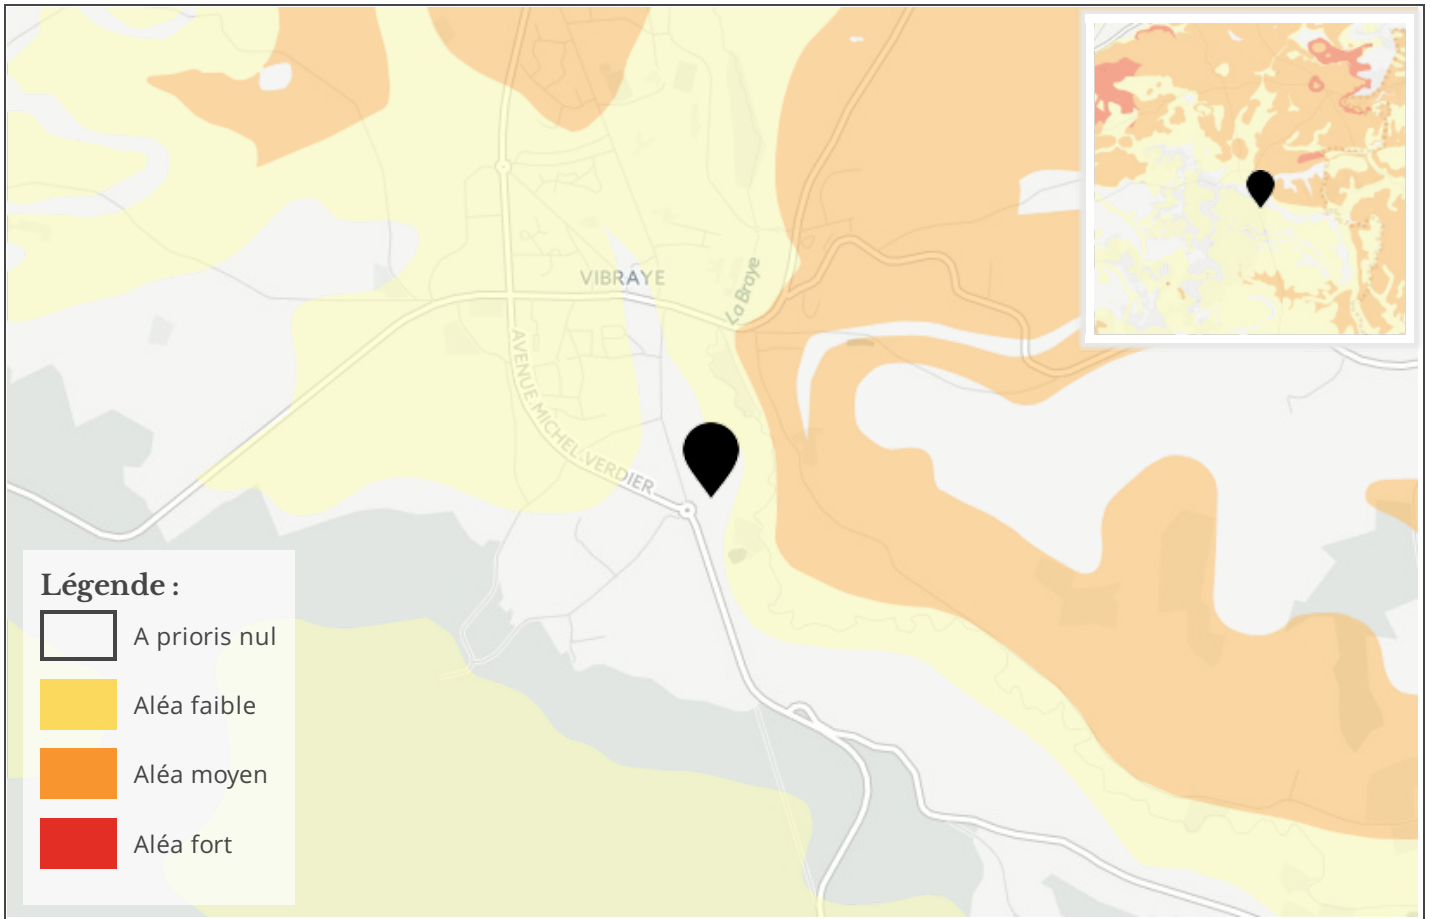 VIBRAYE
La Braye
AVENUE MICHEL VERDIER
Légende :
A prioris nul
Aléa faible
Aléa moyen
Aléa fort